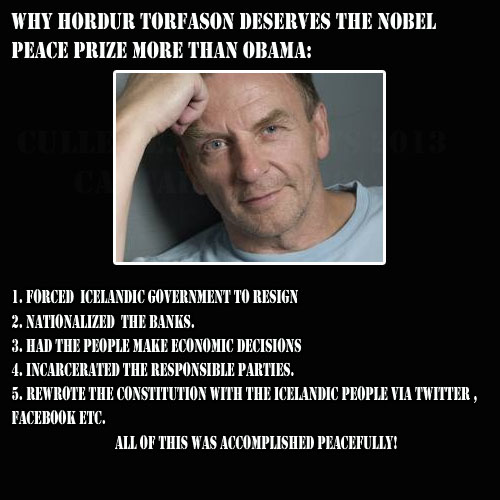 WHY HORDUR TORFASON DESERVES THE NOBEL
PEACE PRIZE MORE THAN OBAMA:
1. FORCED ICELANDIC GOVERNMENT TO RESIGN
2. NATIONALIZED THE BANKS.
3. HAD THE PEOPLE MAKE ECONOMIC DECISIONS
4. INCARCERATED THE RESPONSIBLE PARTIES.
5. REWROTE THE CONSTITUTION WITH THE ICELANDIC PEOPLE VIA TWITTER ,
FACEBOOK ETC.
ALL OF THIS WAS ACCOMPLISHED PEACEFULLY!